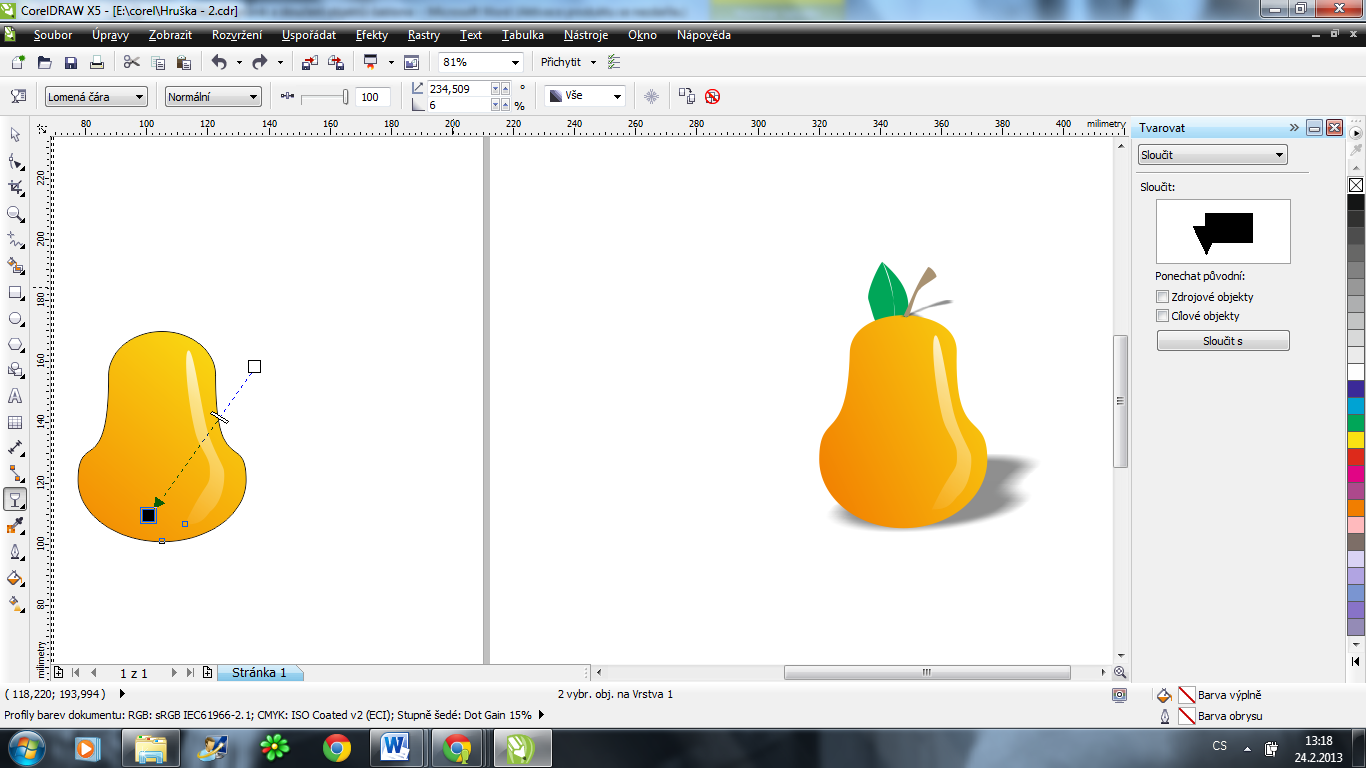 CorelDRAW X5 - [E:\corel\Hruška - 2.cdr]
Soubor Úpravy Zobrazit Rozvržení Uspořádat Efekty Rastry Text Tabulka Nástroje Okno Nápověda
81% Přichytit
Lomená čára Normální 100 234,509 ° Vše
6 %
80 100 120 140 160 180 200 220 240 260 280 300 320 340 360 380 400 milimetry
220
200
180
160
140
120
100
80
milimetry
Tvarovat
Sloučit
Sloučit:
Ponechat původní:
Zdrojové objekty
Cílové objekty
Sloučit s
1 z 1 Stránka 1
( 118,220; 193,994 ) 2 vybr. obj. na Vrstva 1 Barva výplně
Profily barev dokumentu: RGB: sRGB IEC61966-2.1; CMYK: ISO Coated v2 (ECI); Stupně šedé: Dot Gain 15% Barva obrysu
CS 13:18
24.2.2013